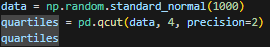 data = np.random.standard_normal(1000)
quartiles = pd.qcut(data, 4, precision=2)
quartiles